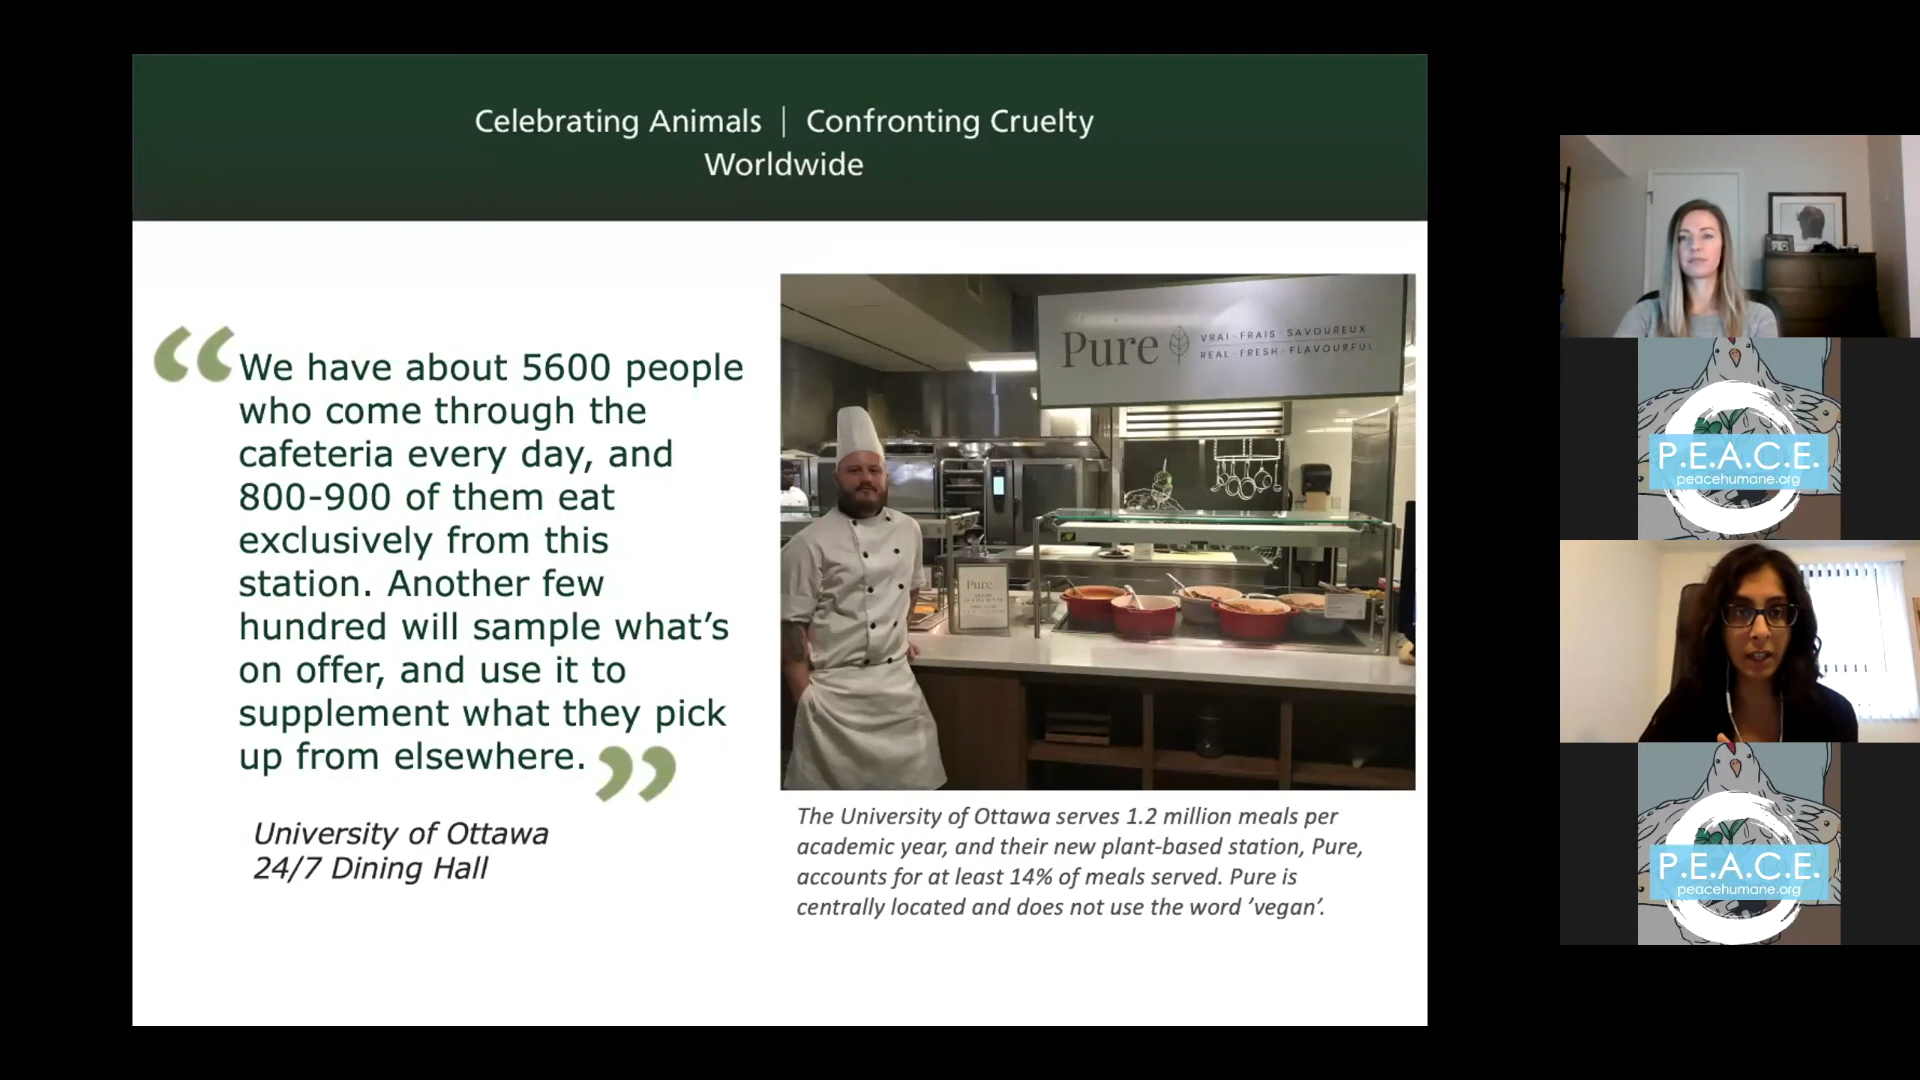 Celebrating Animals | Confronting Cruelty
Worldwide
“We have about 5600 people
who come through the
cafeteria every day, and
800-900 of them eat
exclusively from this
station. Another few
hundred will sample what’s
on offer, and use it to
supplement what they pick
up from elsewhere.”
University of Ottawa
24/7 Dining Hall
Pure
VRAI · FRAIS · SAVOUREUX
REAL · FRESH · FLAVOURFUL
Pure
The University of Ottawa serves 1.2 million meals per
academic year, and their new plant-based station, Pure,
accounts for at least 14% of meals served. Pure is
centrally located and does not use the word ’vegan’.
P.E.A.C.E.
peacehumane.org
P.E.A.C.E.
peacehumane.org